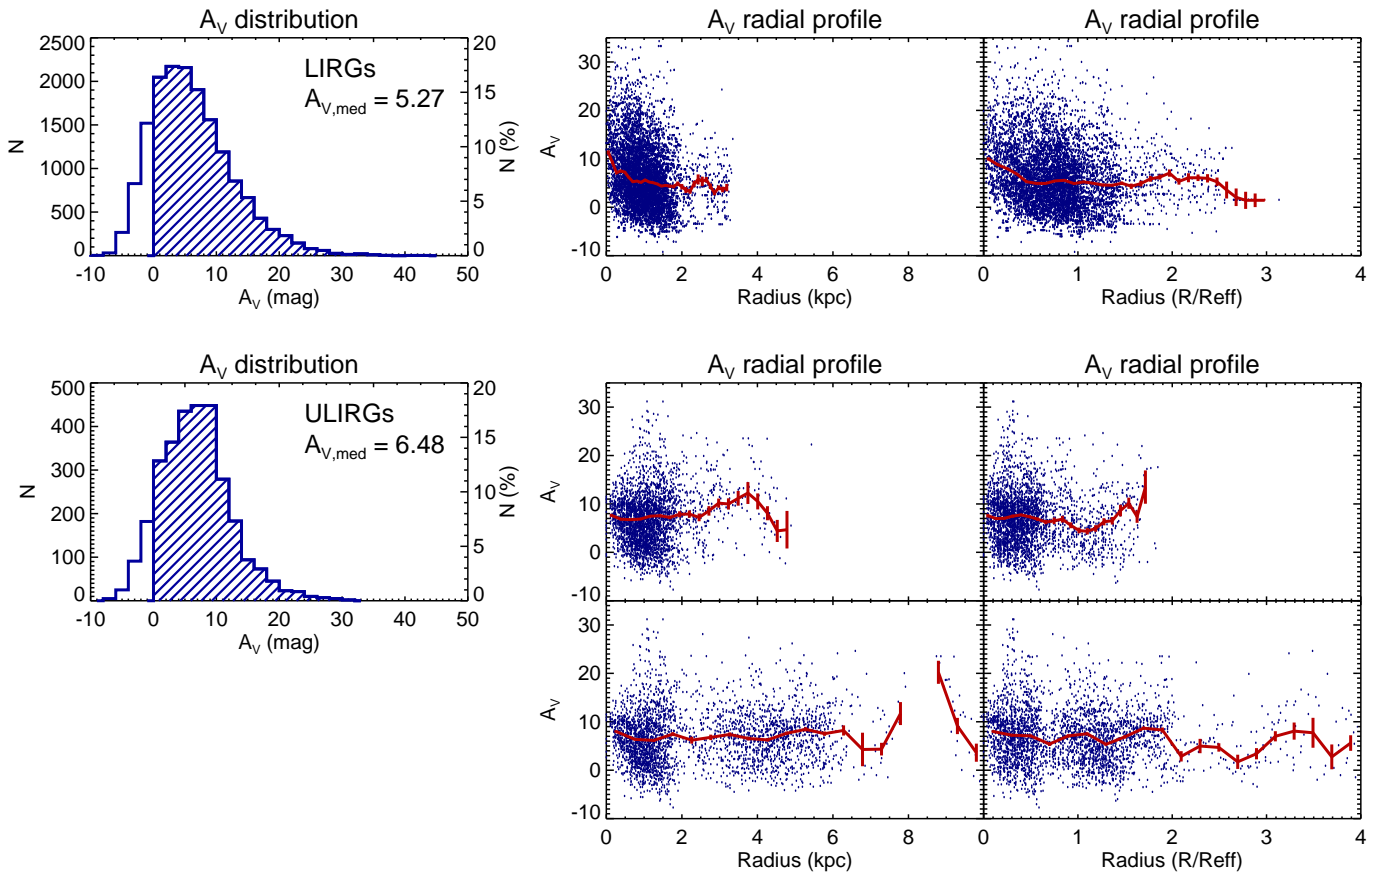 A_V distribution
A_V radial profile
A_V radial profile
2500
2000
1500
1000
500
0
N
20
15
10
5
0
N (%)
LIRGs
A_V,med = 5.27
-10 0 10 20 30 40 50
A_V (mag)
30
20
10
0
-10
A_V
0 2 4 6 8
Radius (kpc)
0 1 2 3 4
Radius (R/Reff)
A_V distribution
A_V radial profile
A_V radial profile
500
400
300
200
100
0
N
20
15
10
5
0
N (%)
ULIRGs
A_V,med = 6.48
-10 0 10 20 30 40 50
A_V (mag)
30
20
10
0
-10
A_V
30
20
10
0
-10
A_V
0 2 4 6 8
Radius (kpc)
0 1 2 3 4
Radius (R/Reff)